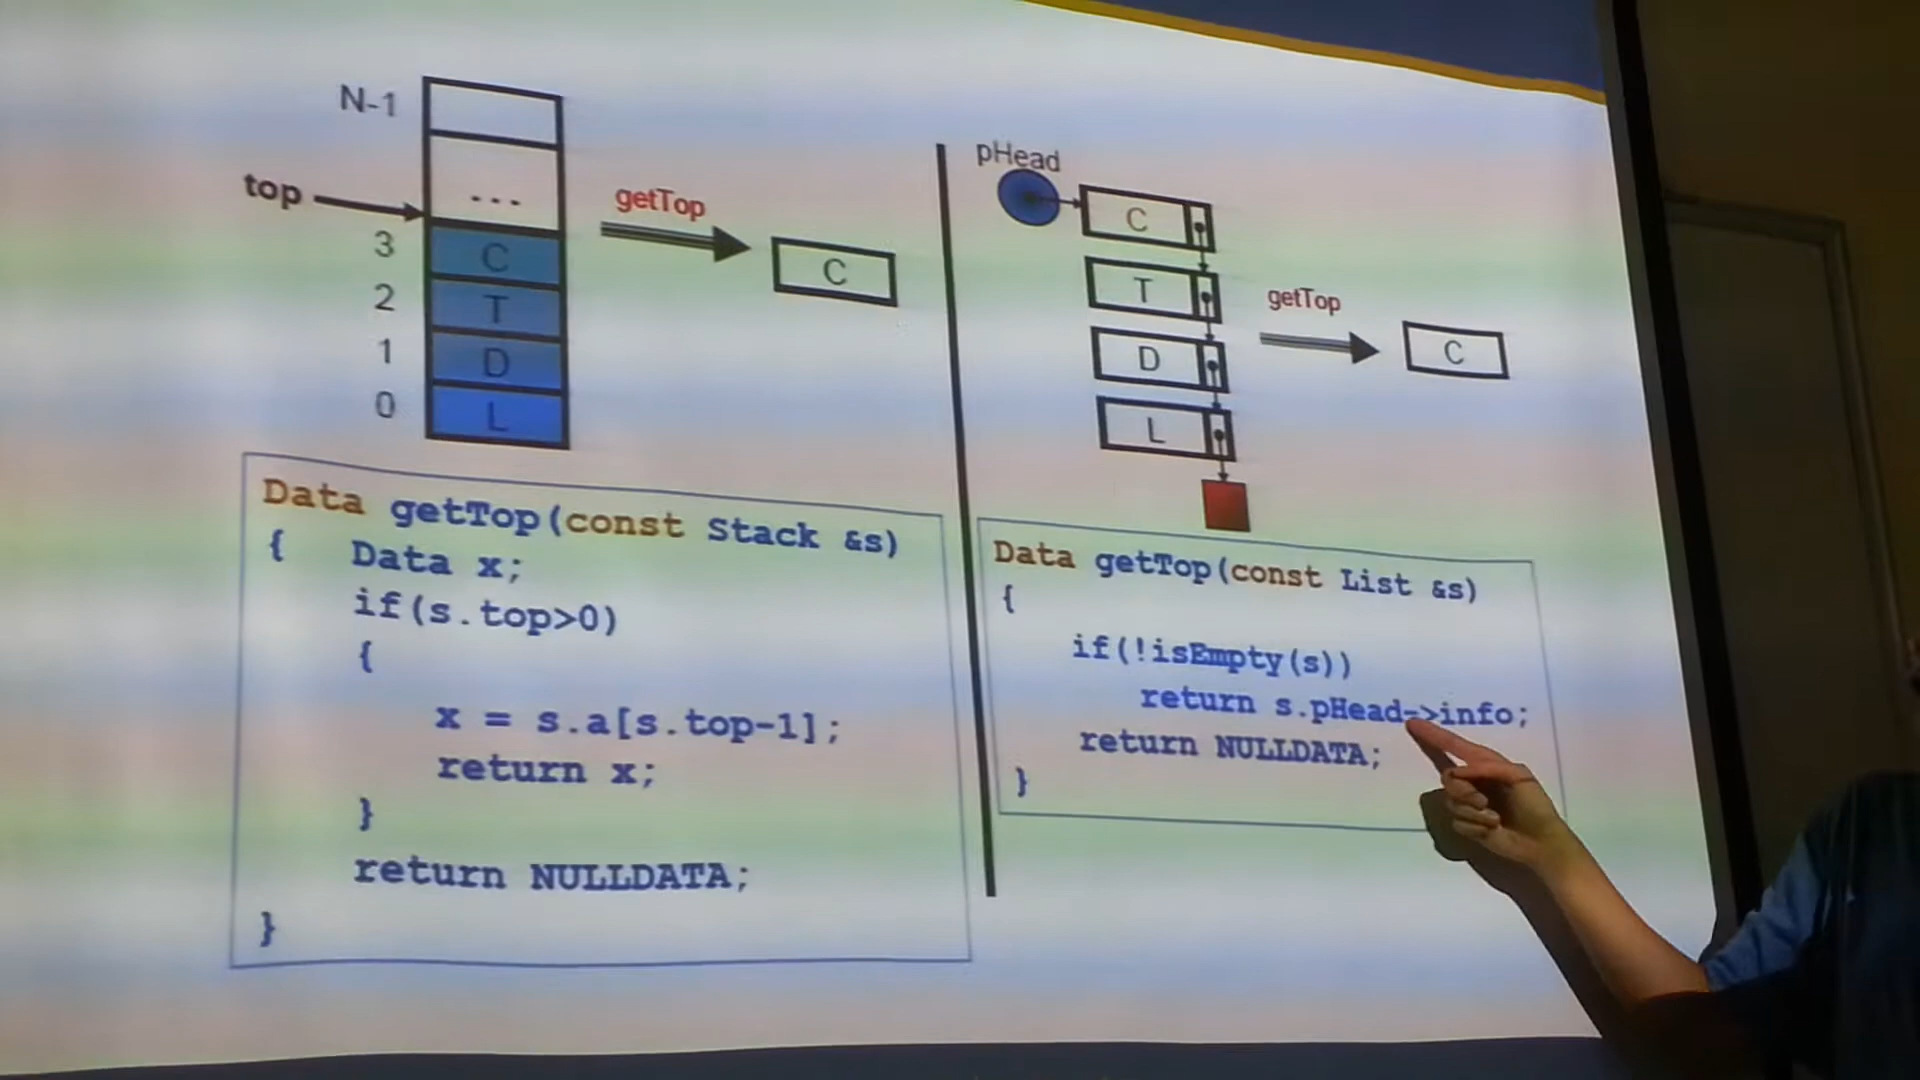 N-1
top
...
3
2
1
0
C
T
D
L
getTop
C
Data getTop(const Stack &s)
{ Data x;
if(s.top>0)
{
x = s.a[s.top-1];
return x;
}
return NULLDATA;
}
pHead
C
T
D
L
getTop
C
Data getTop(const List &s)
{
if(!isEmpty(s))
return s.pHead->info;
return NULLDATA;
}